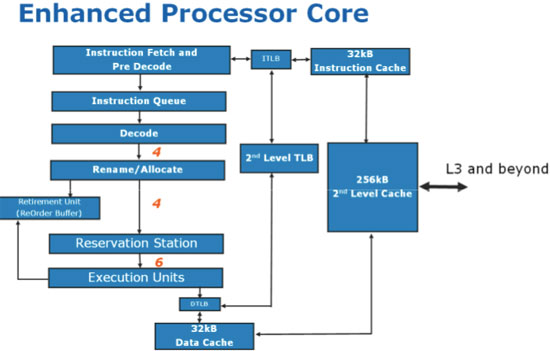 Enhanced Processor Core
Instruction Fetch and
Pre Decode
ITLB
32kB
Instruction Cache
Instruction Queue
Decode
4
Rename/Allocate
2nd Level TLB
256kB
2nd Level Cache
L3 and beyond
Retirement Unit
(ReOrder Buffer)
4
Reservation Station
6
Execution Units
DTLB
32kB
Data Cache